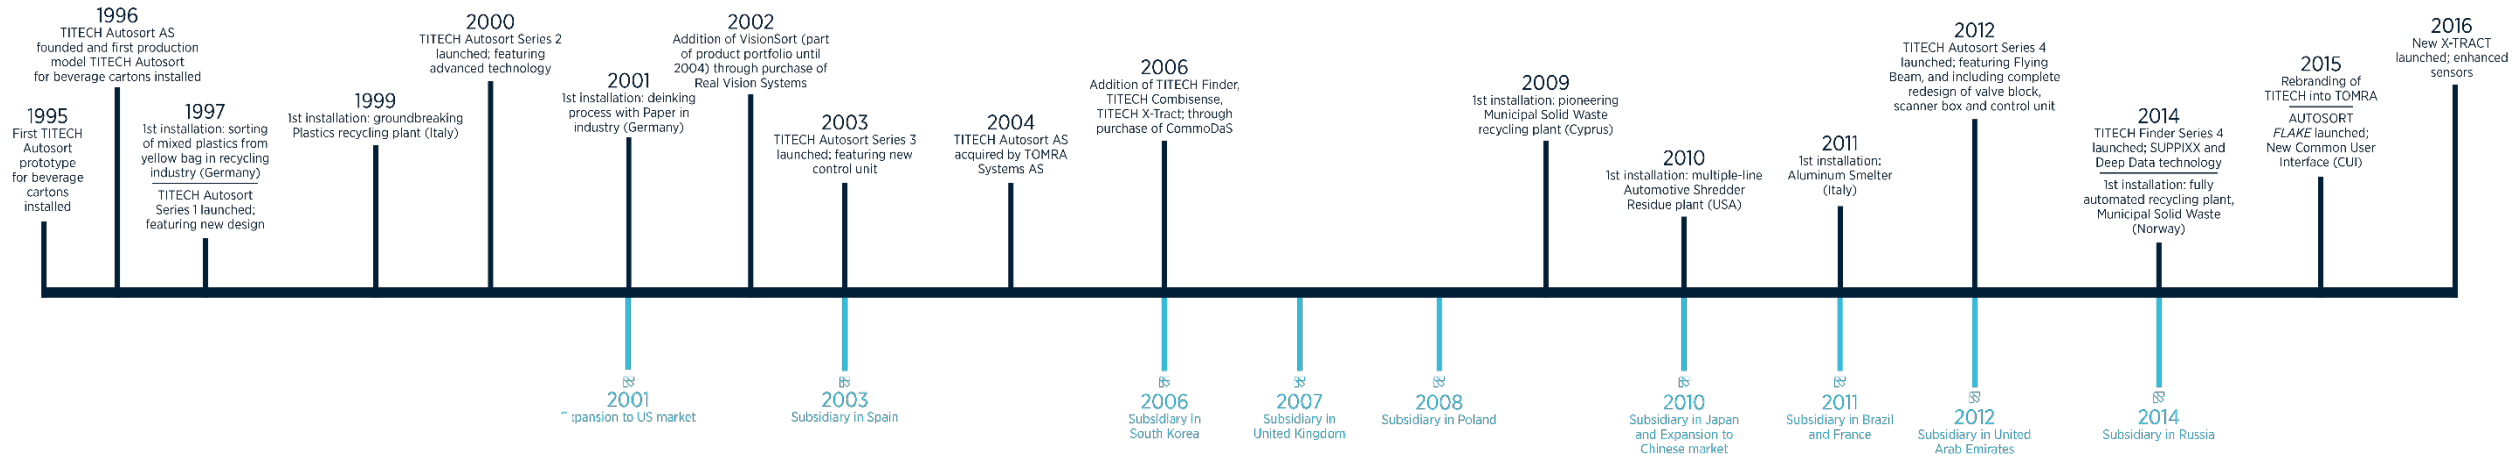 1995
First TITECH
Autosort
prototype
for beverage
cartons
installed
1996
TITECH Autosort AS
founded and first production
model TITECH Autosort
for beverage cartons installed
1997
1st installation: sorting
of mixed plastics from
yellow bag in recycling
industry (Germany)
TITECH Autosort
Series 1 launched;
featuring new design
1999
1st installation: groundbreaking
Plastics recycling plant (Italy)
2000
TITECH Autosort Series 2
launched; featuring
advanced technology
2001
1st installation: deinking
process with Paper in
industry (Germany)
2002
Addition of VisionSort (part
of product portfolio until
2004) through purchase of
Real Vision Systems
2003
TITECH Autosort Series 3
launched; featuring new
control unit
2004
TITECH Autosort AS
acquired by TOMRA
Systems AS
2006
Addition of TITECH Finder,
TITECH Combisense,
TITECH X-Tract; through
purchase of CommoDaS
2009
1st installation: pioneering
Municipal Solid Waste
recycling plant (Cyprus)
2010
1st installation: multiple-line
Automotive Shredder
Residue plant (USA)
2011
1st installation:
Aluminum Smelter
(Italy)
2012
TITECH Autosort Series 4
launched; featuring Flying
Beam, and including complete
redesign of valve block,
scanner box and control unit
2014
TITECH Finder Series 4
launched; SUPPIXX and
Deep Data technology
1st installation: fully
automated recycling plant,
Municipal Solid Waste
(Norway)
2015
Rebranding of
TITECH into TOMRA
AUTOSORT
FLAKE launched;
New Common User
Interface (CUI)
2016
New X-TRACT
launched; enhanced
sensors
2001
xpansion to US market
2003
Subsidiary in Spain
2006
Subsidiary in
South Korea
2007
Subsidiary in
United Kingdom
2008
Subsidiary in Poland
2010
Subsidiary in Japan
and Expansion to
Chinese market
2011
Subsidiary in Brazil
and France
2012
Subsidiary in United
Arab Emirates
2014
Subsidiary in Russia